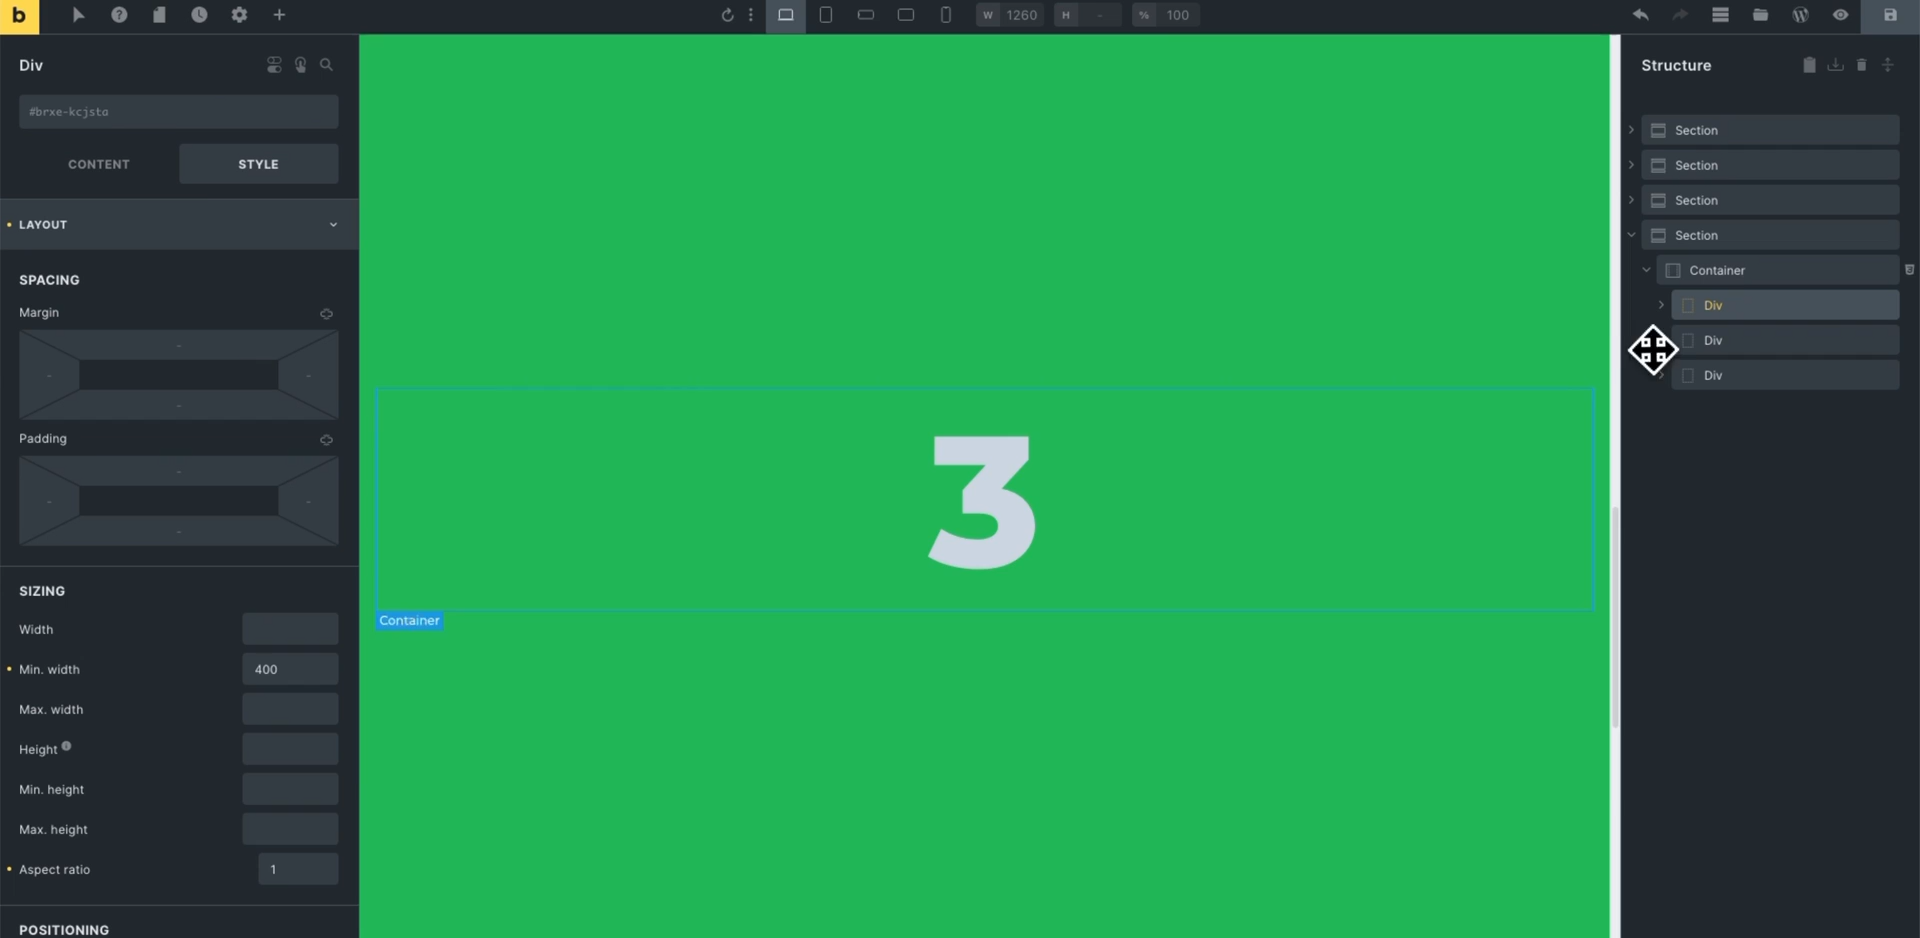 b
W 1260 H - % 100
Div
#brxe-kcjsta
CONTENT STYLE
LAYOUT
SPACING
Margin
-
- -
-
Padding
-
- -
-
SIZING
Width
Min. width 400
Max. width
Height
Min. height
Max. height
Aspect ratio 1
POSITIONING
3
Container
Structure
Section
Section
Section
Section
Container
Div
Div
Div